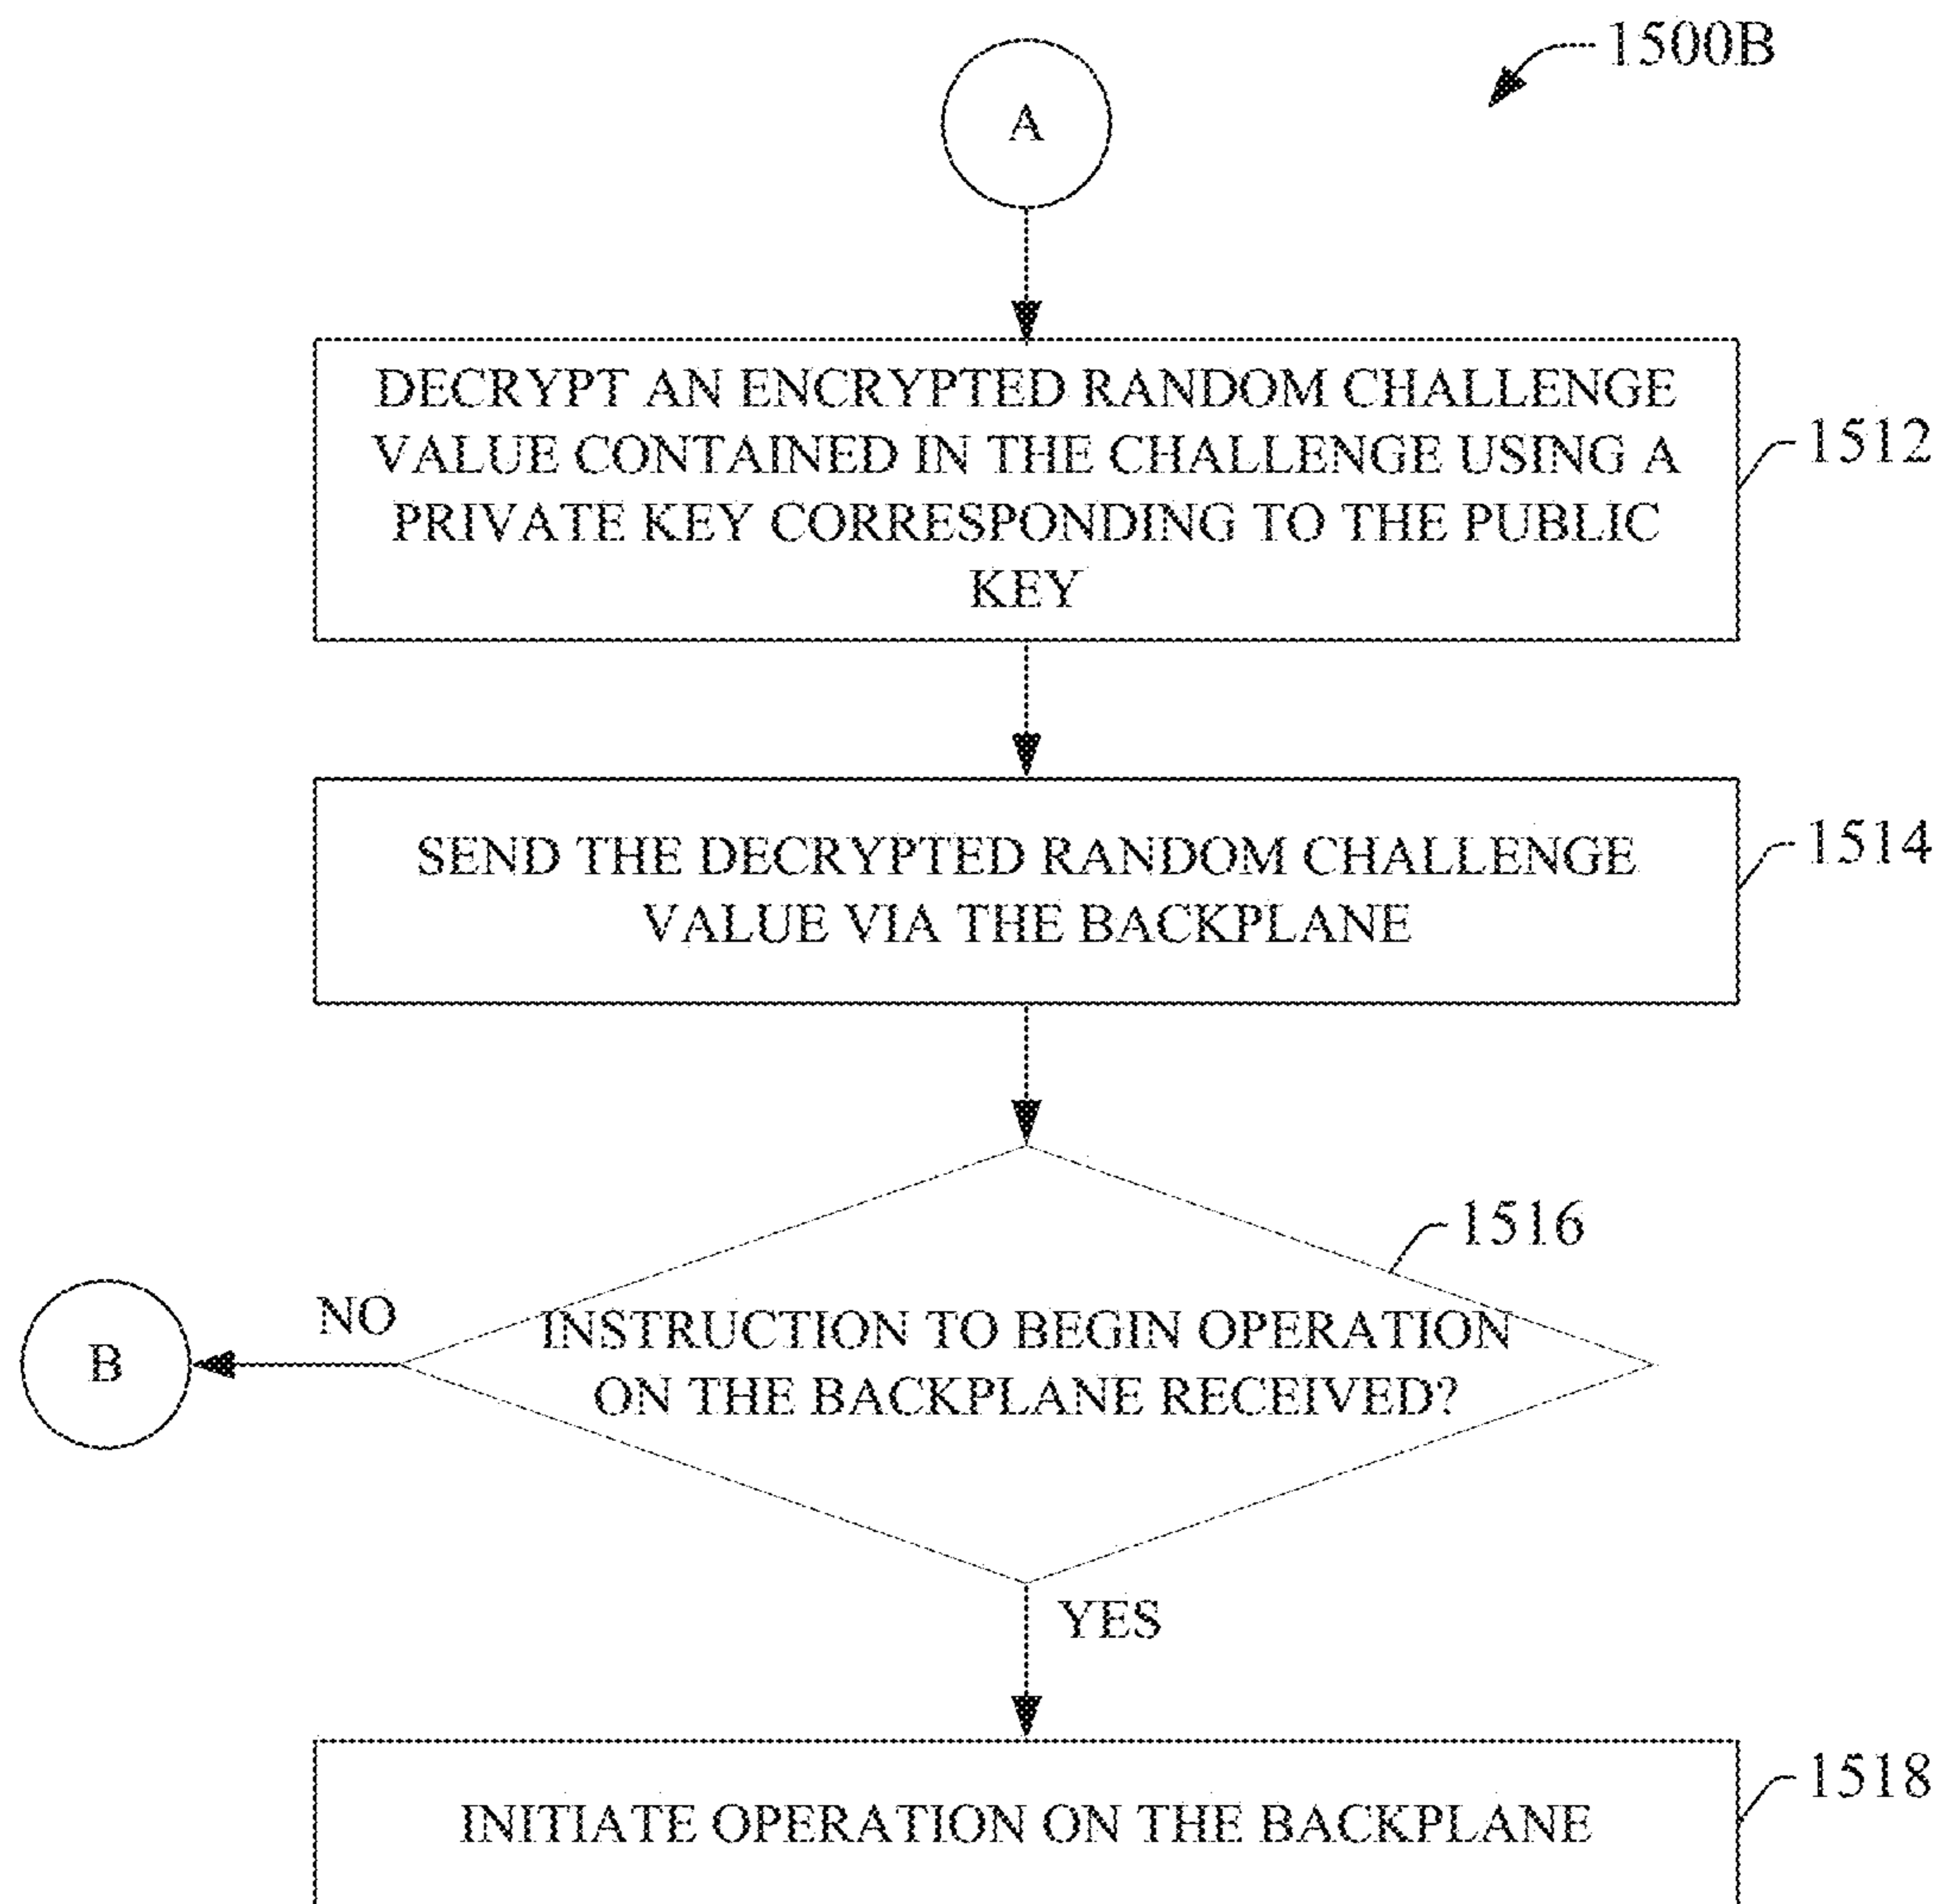 1500B
A
DECRYPT AN ENCRYPTED RANDOM CHALLENGE
VALUE CONTAINED IN THE CHALLENGE USING A
PRIVATE KEY CORRESPONDING TO THE PUBLIC
KEY
1512
SEND THE DECRYPTED RANDOM CHALLENGE
VALUE VIA THE BACKPLANE
1514
1516
INSTRUCTION TO BEGIN OPERATION
ON THE BACKPLANE RECEIVED?
NO
B
YES
INITIATE OPERATION ON THE BACKPLANE
1518